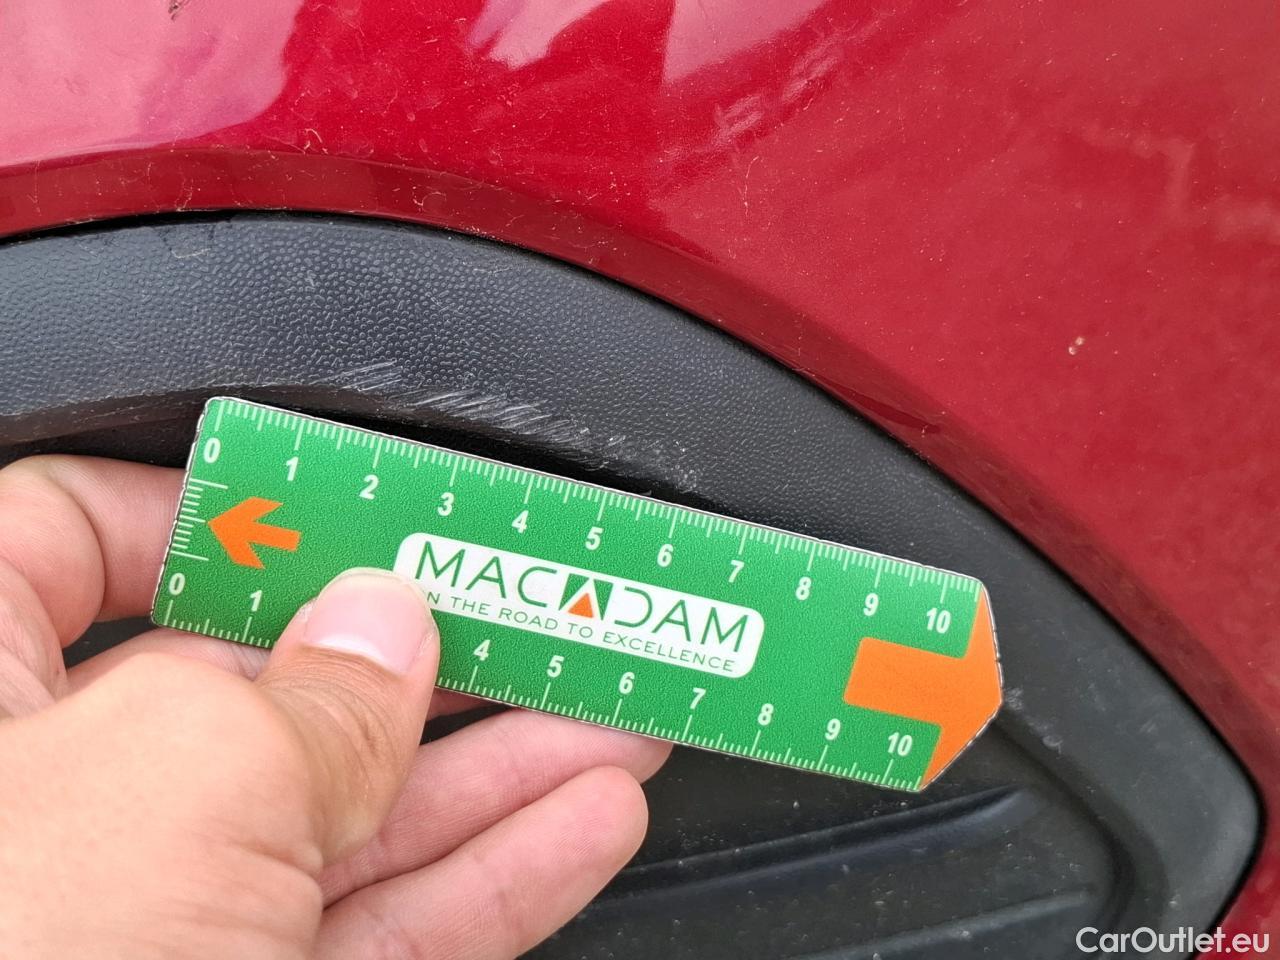 0 1 2 3 4 5 6 7 8 9 10
MACADAM
ON THE ROAD TO EXCELLENCE
0 1 4 5 6 7 8 9 10
CarOutlet.eu